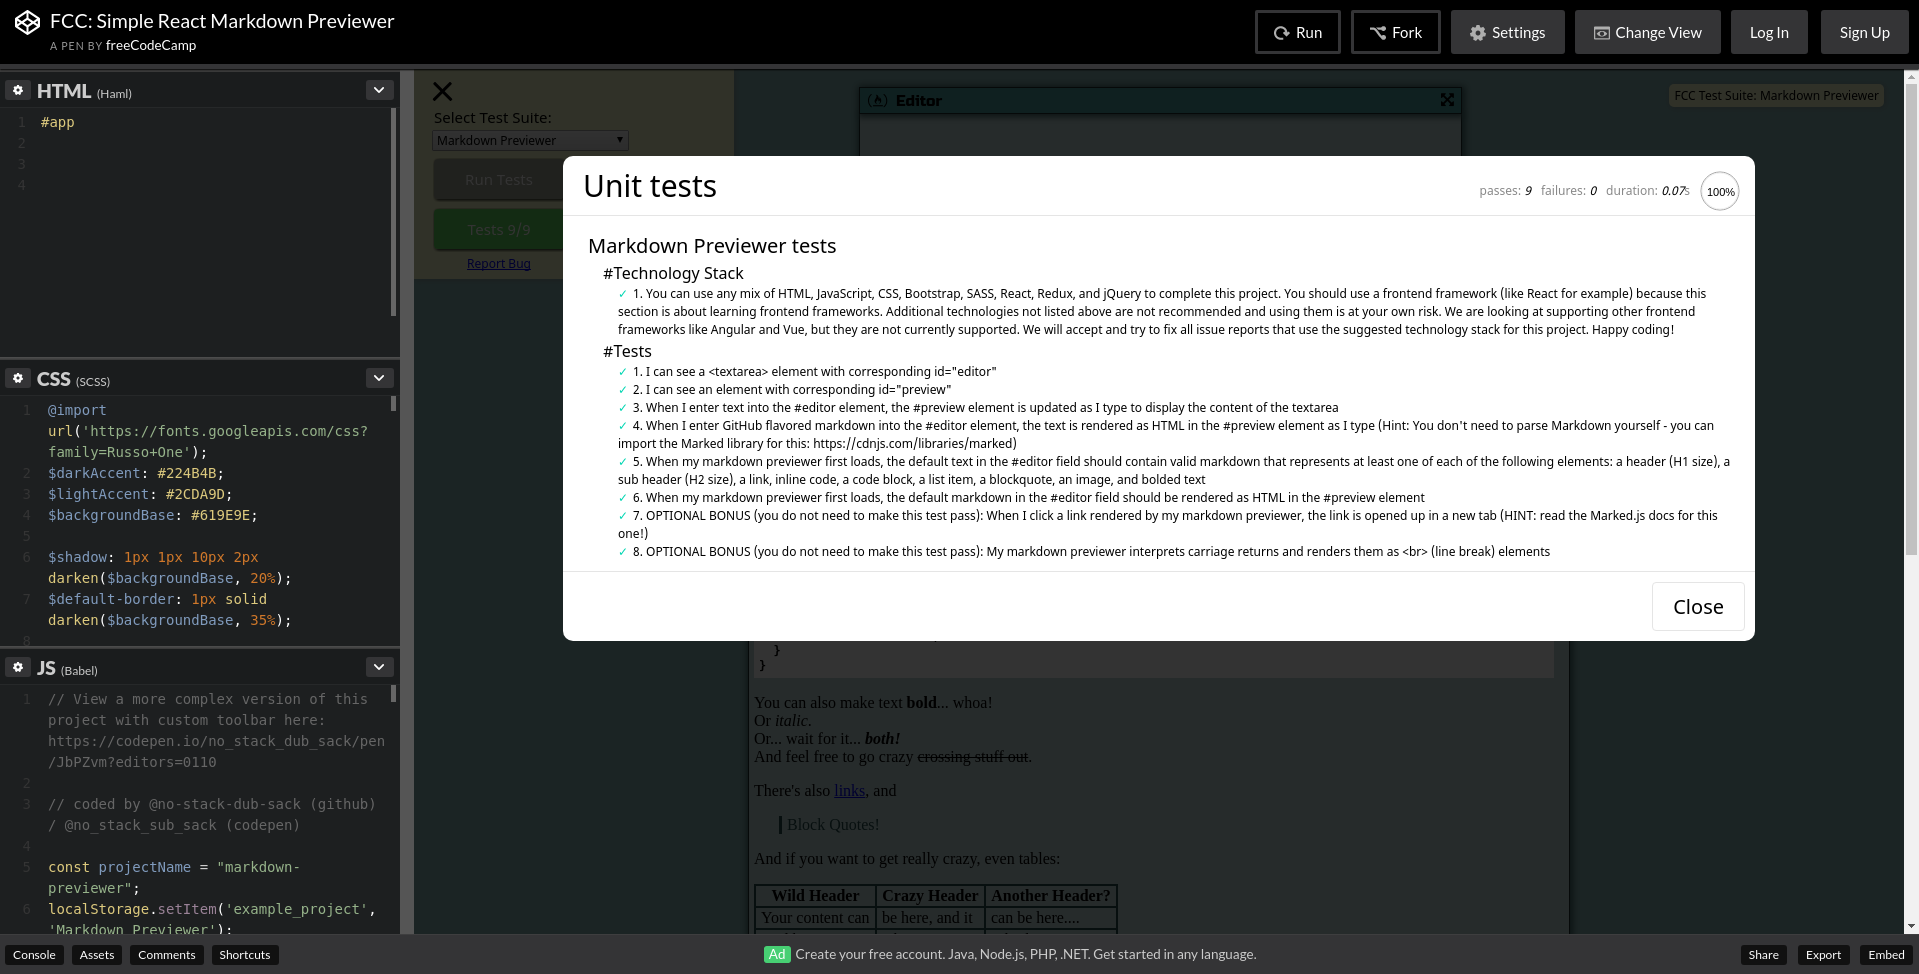 FCC: Simple React Markdown Previewer
A PEN BY freeCodeCamp
Run
Fork
Settings
Change View
Log In
Sign Up
HTML (Haml)
1 #app
2
3
4
CSS (SCSS)
1 @import
url('https://fonts.googleapis.com/css?
family=Russo+One');
2 $darkAccent: #224B4B;
3 $lightAccent: #2CDA9D;
4 $backgroundBase: #619E9E;
5
6 $shadow: 1px 1px 10px 2px
darken($backgroundBase, 20%);
7 $default-border: 1px solid
darken($backgroundBase, 35%);
8
JS (Babel)
1 // View a more complex version of this
project with custom toolbar here:
https://codepen.io/no_stack_dub_sack/pen
/JbPZvm?editors=0110
2
3 // coded by @no-stack-dub-sack (github)
/ @no_stack_sub_sack (codepen)
4
5 const projectName = "markdown-
previewer";
6 localStorage.setItem('example_project',
'Markdown Previewer');
Select Test Suite:
Markdown Previewer
Run Tests
Tests 9/9
Report Bug
Editor
FCC Test Suite: Markdown Previewer
Unit tests
passes: 9 failures: 0 duration: 0.07s 100%
Markdown Previewer tests
#Technology Stack
✓ 1. You can use any mix of HTML, JavaScript, CSS, Bootstrap, SASS, React, Redux, and jQuery to complete this project. You should use a frontend framework (like React for example) because this
section is about learning frontend frameworks. Additional technologies not listed above are not recommended and using them is at your own risk. We are looking at supporting other frontend
frameworks like Angular and Vue, but they are not currently supported. We will accept and try to fix all issue reports that use the suggested technology stack for this project. Happy coding!
#Tests
✓ 1. I can see a <textarea> element with corresponding id="editor"
✓ 2. I can see an element with corresponding id="preview"
✓ 3. When I enter text into the #editor element, the #preview element is updated as I type to display the content of the textarea
✓ 4. When I enter GitHub flavored markdown into the #editor element, the text is rendered as HTML in the #preview element as I type (Hint: You don't need to parse Markdown yourself - you can
import the Marked library for this: https://cdnjs.com/libraries/marked)
✓ 5. When my markdown previewer first loads, the default text in the #editor field should contain valid markdown that represents at least one of each of the following elements: a header (H1 size), a
sub header (H2 size), a link, inline code, a code block, a list item, a blockquote, an image, and bolded text
✓ 6. When my markdown previewer first loads, the default markdown in the #editor field should be rendered as HTML in the #preview element
✓ 7. OPTIONAL BONUS (you do not need to make this test pass): When I click a link rendered by my markdown previewer, the link is opened up in a new tab (HINT: read the Marked.js docs for this
one!)
✓ 8. OPTIONAL BONUS (you do not need to make this test pass): My markdown previewer interprets carriage returns and renders them as <br> (line break) elements
Close
}
}
You can also make text bold... whoa!
Or italic.
Or... wait for it... both!
And feel free to go crazy crossing stuff out.
There's also links, and
Block Quotes!
And if you want to get really crazy, even tables:
Wild Header Crazy Header Another Header?
Your content can be here, and it can be here....
Console
Assets
Comments
Shortcuts
Ad Create your free account. Java, Node.js, PHP, .NET. Get started in any language.
Share
Export
Embed